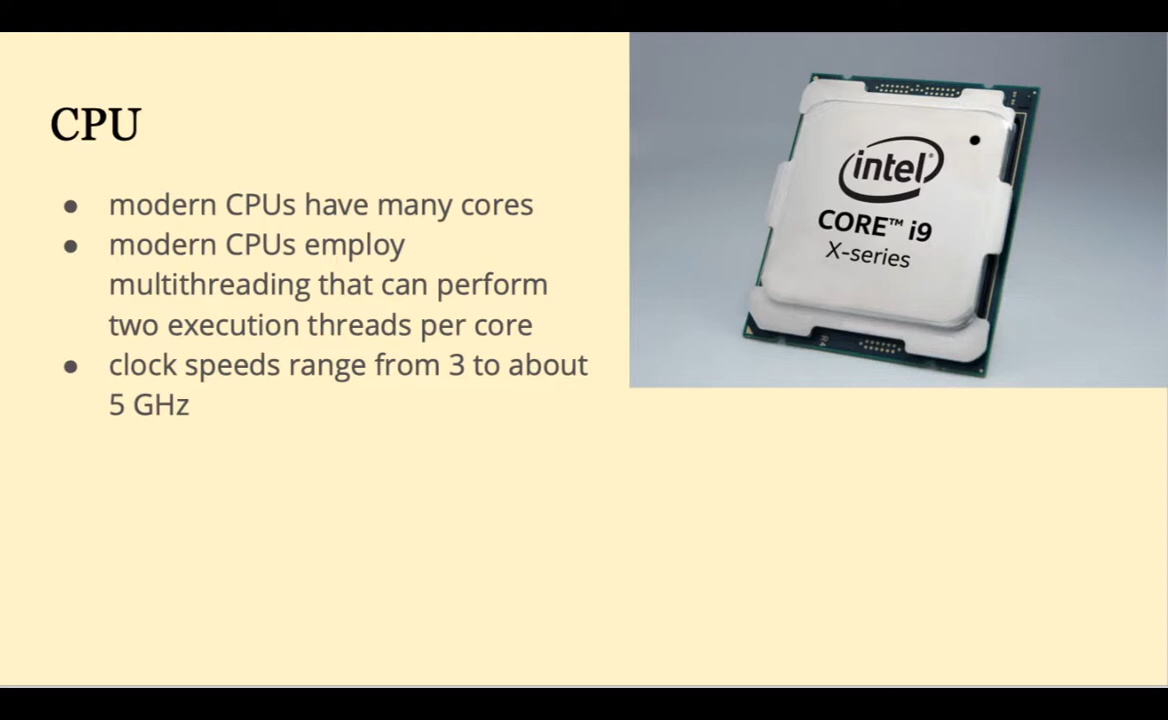 CPU
● modern CPUs have many cores
● modern CPUs employ
multithreading that can perform
two execution threads per core
● clock speeds range from 3 to about
5 GHz
intel®
CORE™ i9
X-series